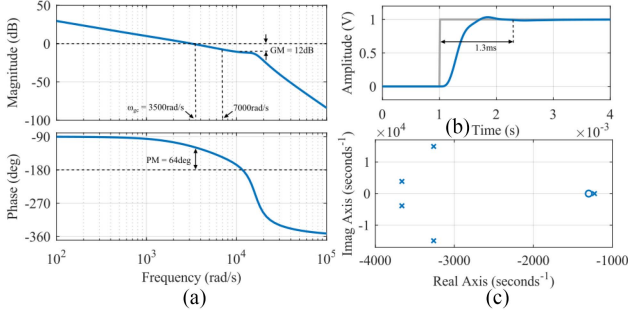 50
0
-50
-100
Magnitude (dB)
GM = 12dB
ω_gc = 3500rad/s
7000rad/s
-90
-180
-270
-360
Phase (deg)
PM = 64deg
10^2
10^3
10^4
10^5
Frequency (rad/s)
(a)
1
0.5
0
Amplitude (V)
1.3ms
0
1
2
3
4
(b)
Time (s)
×10^-3
×10^4
1
0
-1
Imag Axis (seconds^-1)
-4000
-3000
-2000
-1000
Real Axis (seconds^-1)
(c)